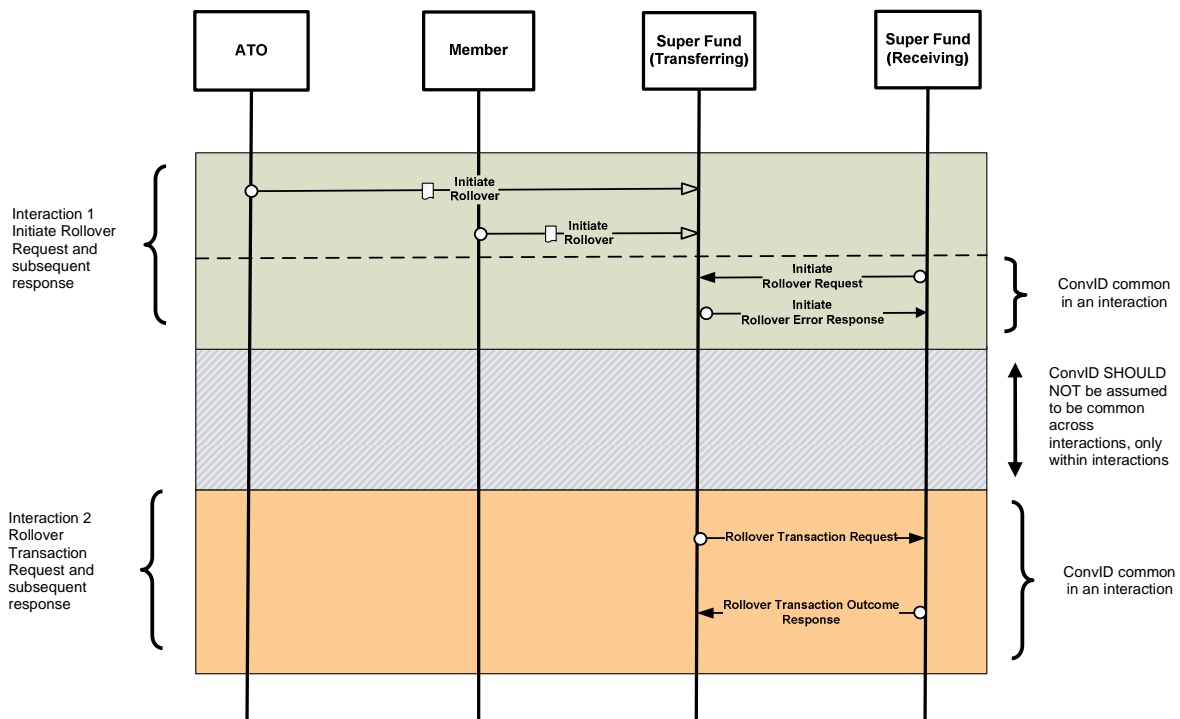 ATO
Member
Super Fund
(Transferring)
Super Fund
(Receiving)
Interaction 1
Initiate Rollover
Request and
subsequent
response
Initiate
Rollover
Initiate
Rollover
Initiate
Rollover Request
Initiate
Rollover Error Response
ConvID common
in an interaction
ConvID SHOULD
NOT be assumed
to be common
across
interactions, only
within interactions
Interaction 2
Rollover
Transaction
Request and
subsequent
response
Rollover Transaction Request
Rollover Transaction Outcome
Response
ConvID common
in an interaction